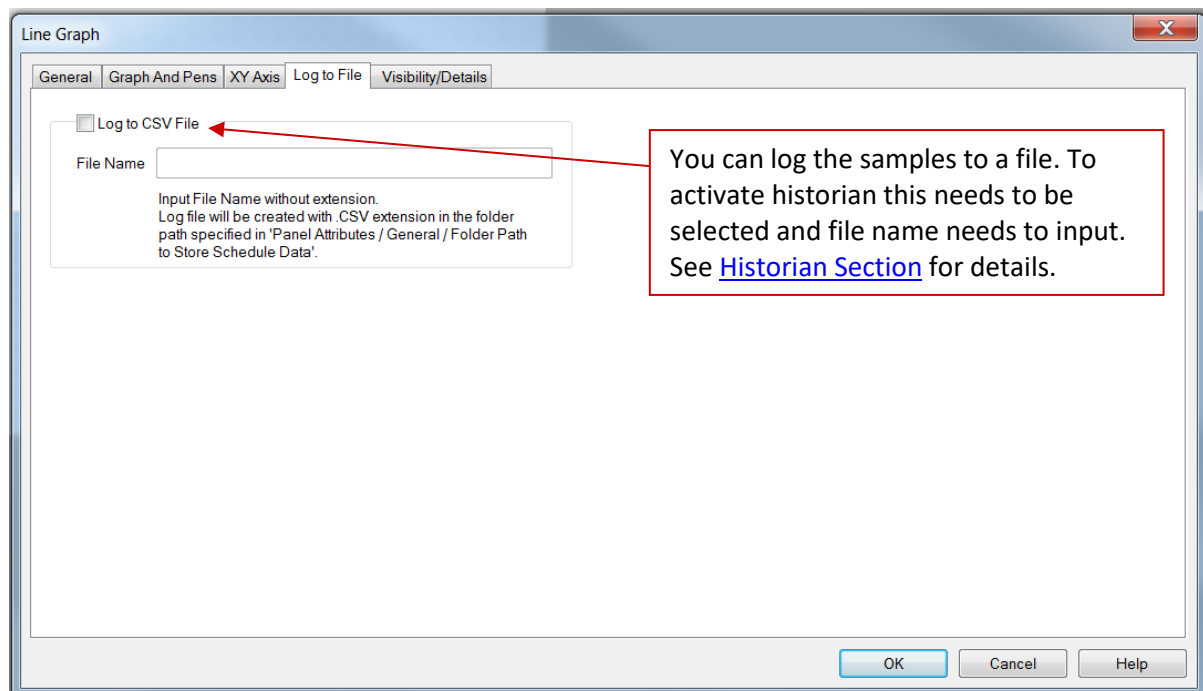 Line Graph
X
General Graph And Pens XY Axis Log to File Visibility/Details
Log to CSV File
File Name
Input File Name without extension.
Log file will be created with .CSV extension in the folder
path specified in 'Panel Attributes / General / Folder Path
to Store Schedule Data'.
You can log the samples to a file. To
activate historian this needs to be
selected and file name needs to input.
See Historian Section for details.
OK Cancel Help